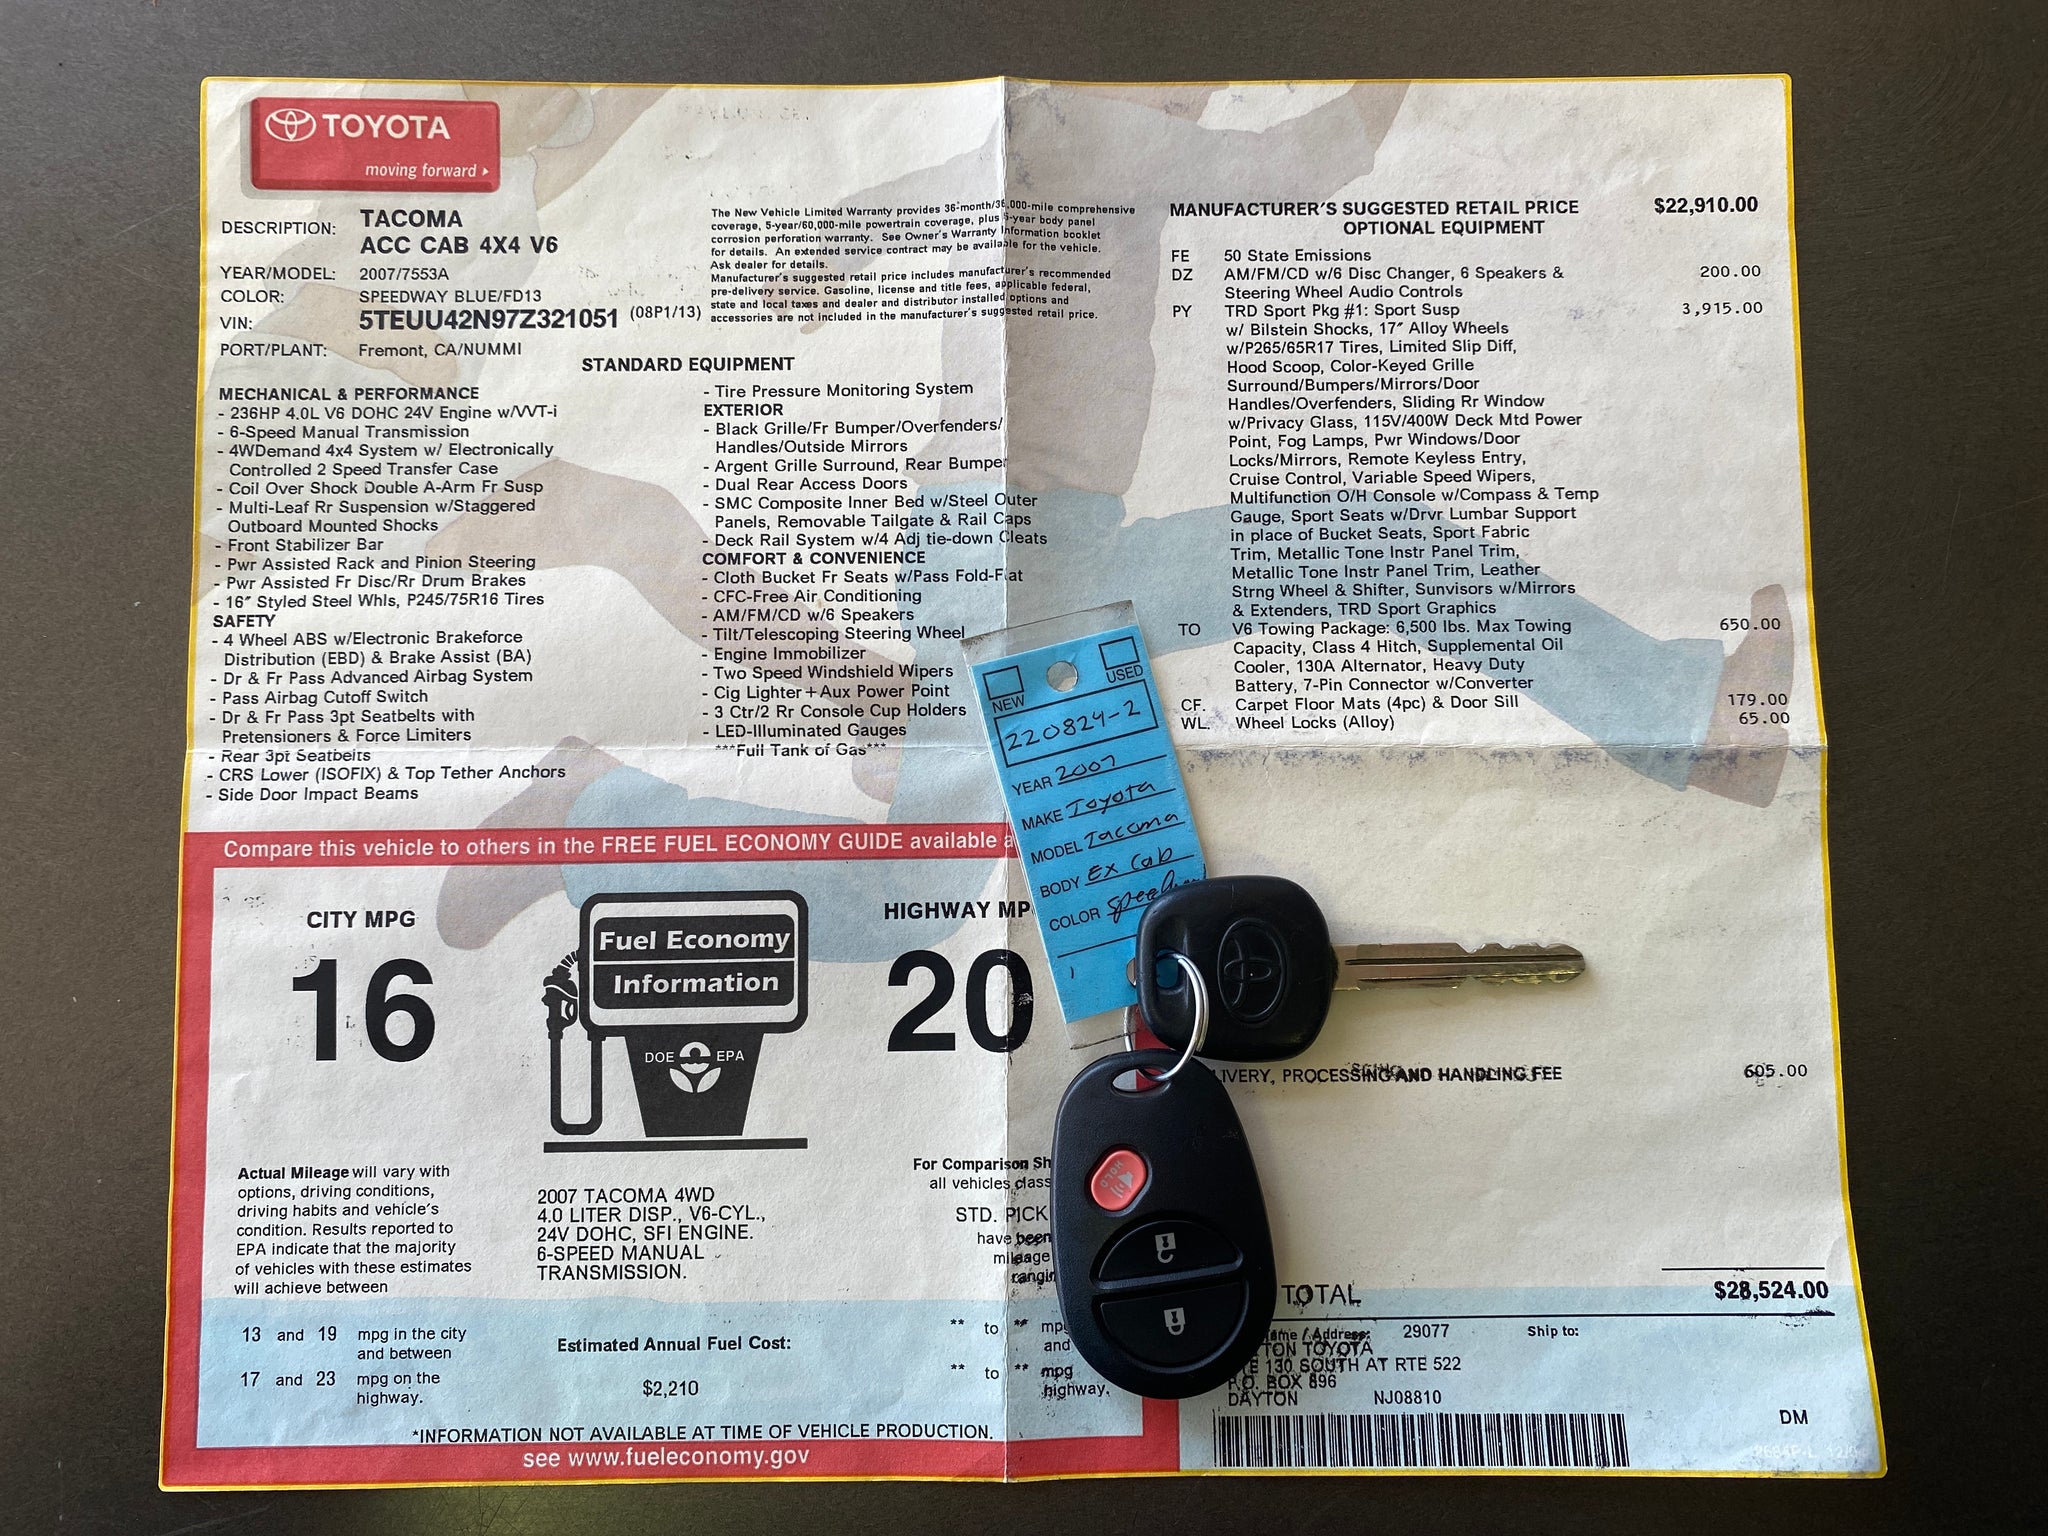 TOYOTA
moving forward
DESCRIPTION: TACOMA
ACC CAB 4X4 V6
YEAR/MODEL: 2007/7553A
COLOR: SPEEDWAY BLUE/FD13
VIN: 5TEUU42N97Z321051 (08P1/13)
PORT/PLANT: Fremont, CA/NUMMI
The New Vehicle Limited Warranty provides 36-month/36,000-mile comprehensive
coverage, 5-year/60,000-mile powertrain coverage, plus 5-year body panel
corrosion perforation warranty. See Owner's Warranty Information booklet
for details. An extended service contract may be available for the vehicle.
Ask dealer for details.
Manufacturer's suggested retail price includes manufacturer's recommended
pre-delivery service. Gasoline, license and title fees, applicable federal,
state and local taxes and dealer and distributor installed options and
accessories are not included in the manufacturer's suggested retail price.
STANDARD EQUIPMENT
MECHANICAL & PERFORMANCE
- 236HP 4.0L V6 DOHC 24V Engine w/VVT-i
- 6-Speed Manual Transmission
- 4WDemand 4x4 System w/ Electronically
Controlled 2 Speed Transfer Case
- Coil Over Shock Double A-Arm Fr Susp
- Multi-Leaf Rr Suspension w/Staggered
Outboard Mounted Shocks
- Front Stabilizer Bar
- Pwr Assisted Rack and Pinion Steering
- Pwr Assisted Fr Disc/Rr Drum Brakes
- 16" Styled Steel Whls, P245/75R16 Tires
SAFETY
- 4 Wheel ABS w/Electronic Brakeforce
Distribution (EBD) & Brake Assist (BA)
- Dr & Fr Pass Advanced Airbag System
- Pass Airbag Cutoff Switch
- Dr & Fr Pass 3pt Seatbelts with
Pretensioners & Force Limiters
- Rear 3pt Seatbelts
- CRS Lower (ISOFIX) & Top Tether Anchors
- Side Door Impact Beams
- Tire Pressure Monitoring System
EXTERIOR
- Black Grille/Fr Bumper/Overfenders/
Handles/Outside Mirrors
- Argent Grille Surround, Rear Bumper
- Dual Rear Access Doors
- SMC Composite Inner Bed w/Steel Outer
Panels, Removable Tailgate & Rail Caps
- Deck Rail System w/4 Adj tie-down Cleats
COMFORT & CONVENIENCE
- Cloth Bucket Fr Seats w/Pass Fold-Flat
- CFC-Free Air Conditioning
- AM/FM/CD w/6 Speakers
- Tilt/Telescoping Steering Wheel
- Engine Immobilizer
- Two Speed Windshield Wipers
- Cig Lighter+Aux Power Point
- 3 Ctr/2 Rr Console Cup Holders
- LED-Illuminated Gauges
***Full Tank of Gas***
MANUFACTURER'S SUGGESTED RETAIL PRICE $22,910.00
OPTIONAL EQUIPMENT
FE 50 State Emissions
DZ AM/FM/CD w/6 Disc Changer, 6 Speakers & 200.00
Steering Wheel Audio Controls
PY TRD Sport Pkg #1: Sport Susp 3,915.00
w/ Bilstein Shocks, 17" Alloy Wheels
w/P265/65R17 Tires, Limited Slip Diff,
Hood Scoop, Color-Keyed Grille
Surround/Bumpers/Mirrors/Door
Handles/Overfenders, Sliding Rr Window
w/Privacy Glass, 115V/400W Deck Mtd Power
Point, Fog Lamps, Pwr Windows/Door
Locks/Mirrors, Remote Keyless Entry,
Cruise Control, Variable Speed Wipers,
Multifunction O/H Console w/Compass & Temp
Gauge, Sport Seats w/Drvr Lumbar Support
in place of Bucket Seats, Sport Fabric
Trim, Metallic Tone Instr Panel Trim,
Metallic Tone Instr Panel Trim, Leather
Strng Wheel & Shifter, Sunvisors w/Mirrors
& Extenders, TRD Sport Graphics
TO V6 Towing Package: 6,500 lbs. Max Towing 650.00
Capacity, Class 4 Hitch, Supplemental Oil
Cooler, 130A Alternator, Heavy Duty
Battery, 7-Pin Connector w/Converter
CF. Carpet Floor Mats (4pc) & Door Sill 179.00
WL. Wheel Locks (Alloy) 65.00
NEW USED
220824-2
YEAR 2007
MAKE Toyota
MODEL Tacoma
BODY Ex Cab
COLOR
HOLD
Compare this vehicle to others in the FREE FUEL ECONOMY GUIDE available
CITY MPG
16
Fuel Economy
Information
DOE EPA
HIGHWAY
20
Actual Mileage will vary with
options, driving conditions,
driving habits and vehicle's
condition. Results reported to
EPA indicate that the majority
of vehicles with these estimates
will achieve between
13 and 19 mpg in the city
and between
17 and 23 mpg on the
highway.
2007 TACOMA 4WD
4.0 LITER DISP., V6-CYL.,
24V DOHC, SFI ENGINE.
6-SPEED MANUAL
TRANSMISSION.
Estimated Annual Fuel Cost:
$2,210
For Comparison
all vehicles
STD.
have been
mileage
** to ** mpg
and
** to ** mpg
highway.
*INFORMATION NOT AVAILABLE AT TIME OF VEHICLE PRODUCTION.
see www.fueleconomy.gov
PROCESSING AND HANDLING FEE 605.00
TOTAL $28,524.00
/ Address: 29077 Ship to:
TOYOTA
130 SOUTH AT RTE 522
P.O. BOX 896
DAYTON NJ08810
DM